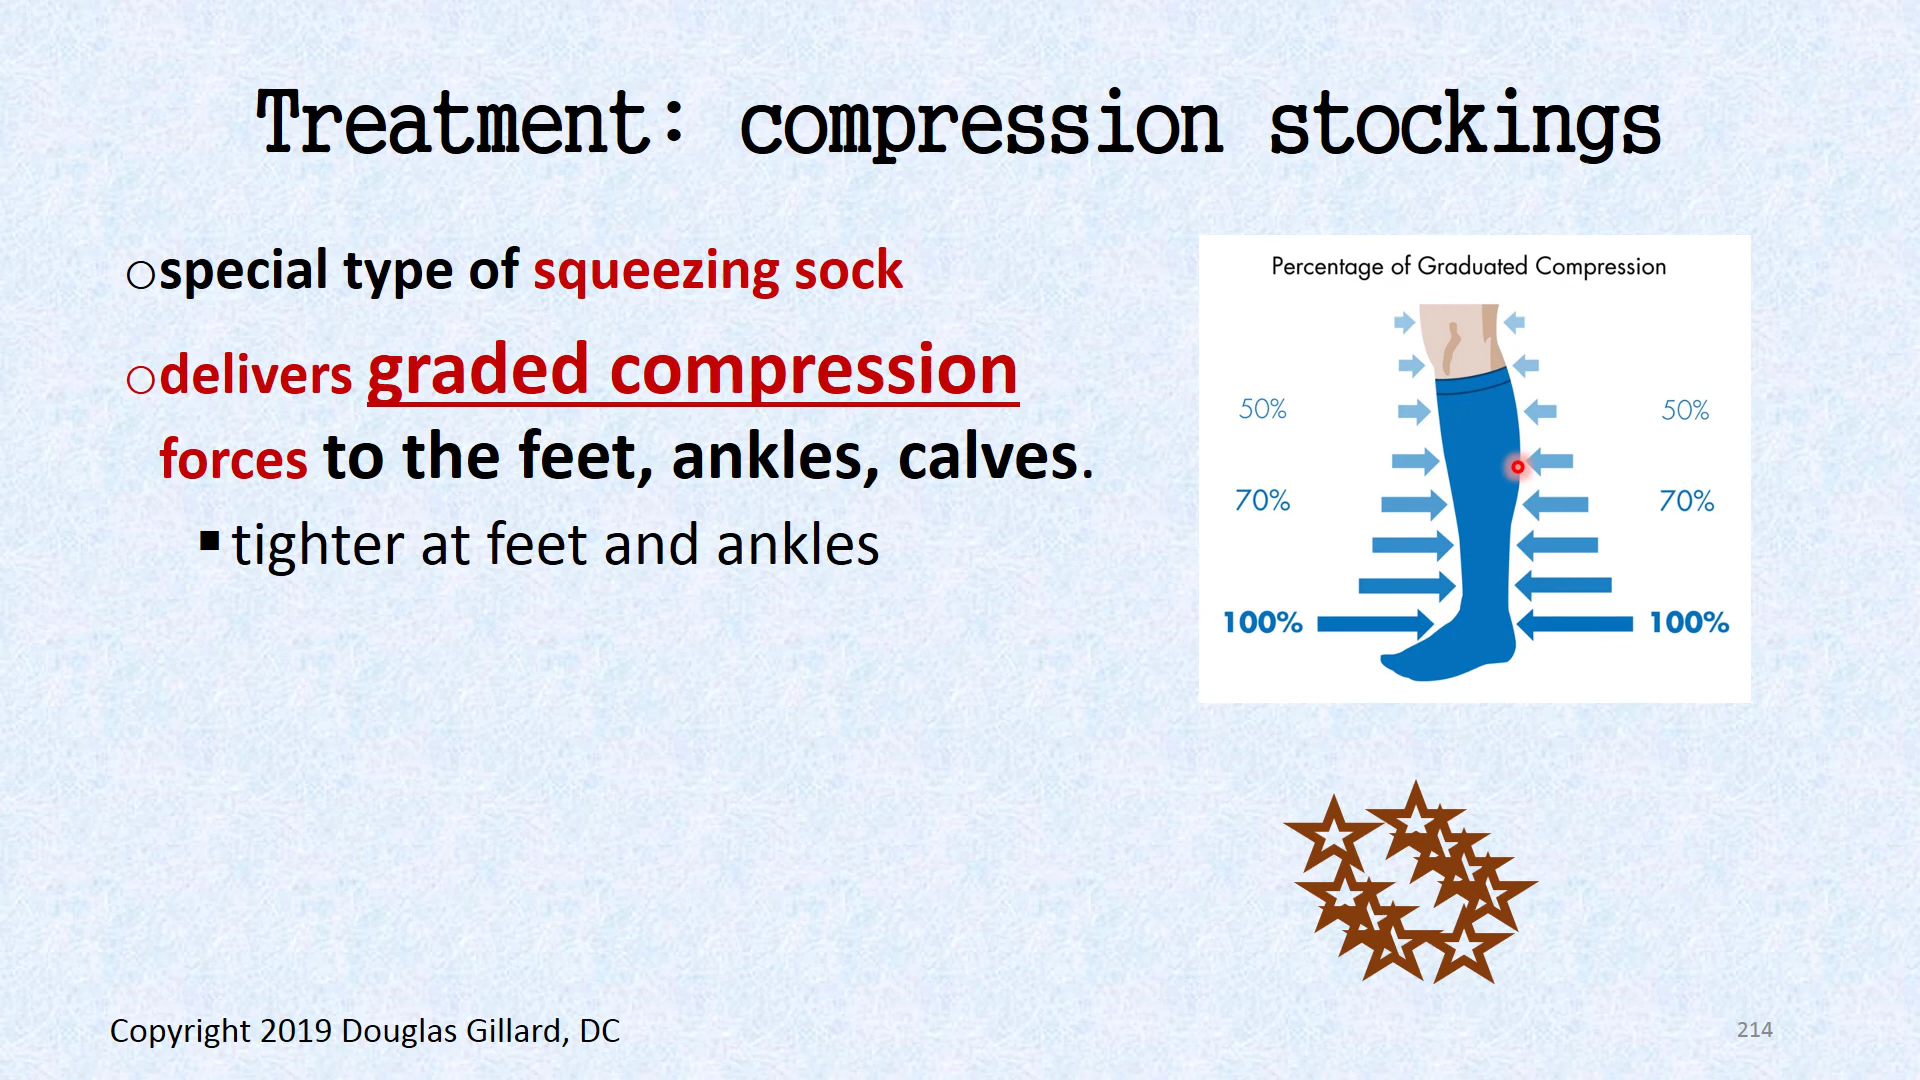 Treatment: compression stockings
special type of squeezing sock
delivers graded compression
forces to the feet, ankles, calves.
tighter at feet and ankles
Percentage of Graduated Compression
50% 50%
70% 70%
100% 100%
Copyright 2019 Douglas Gillard, DC
214